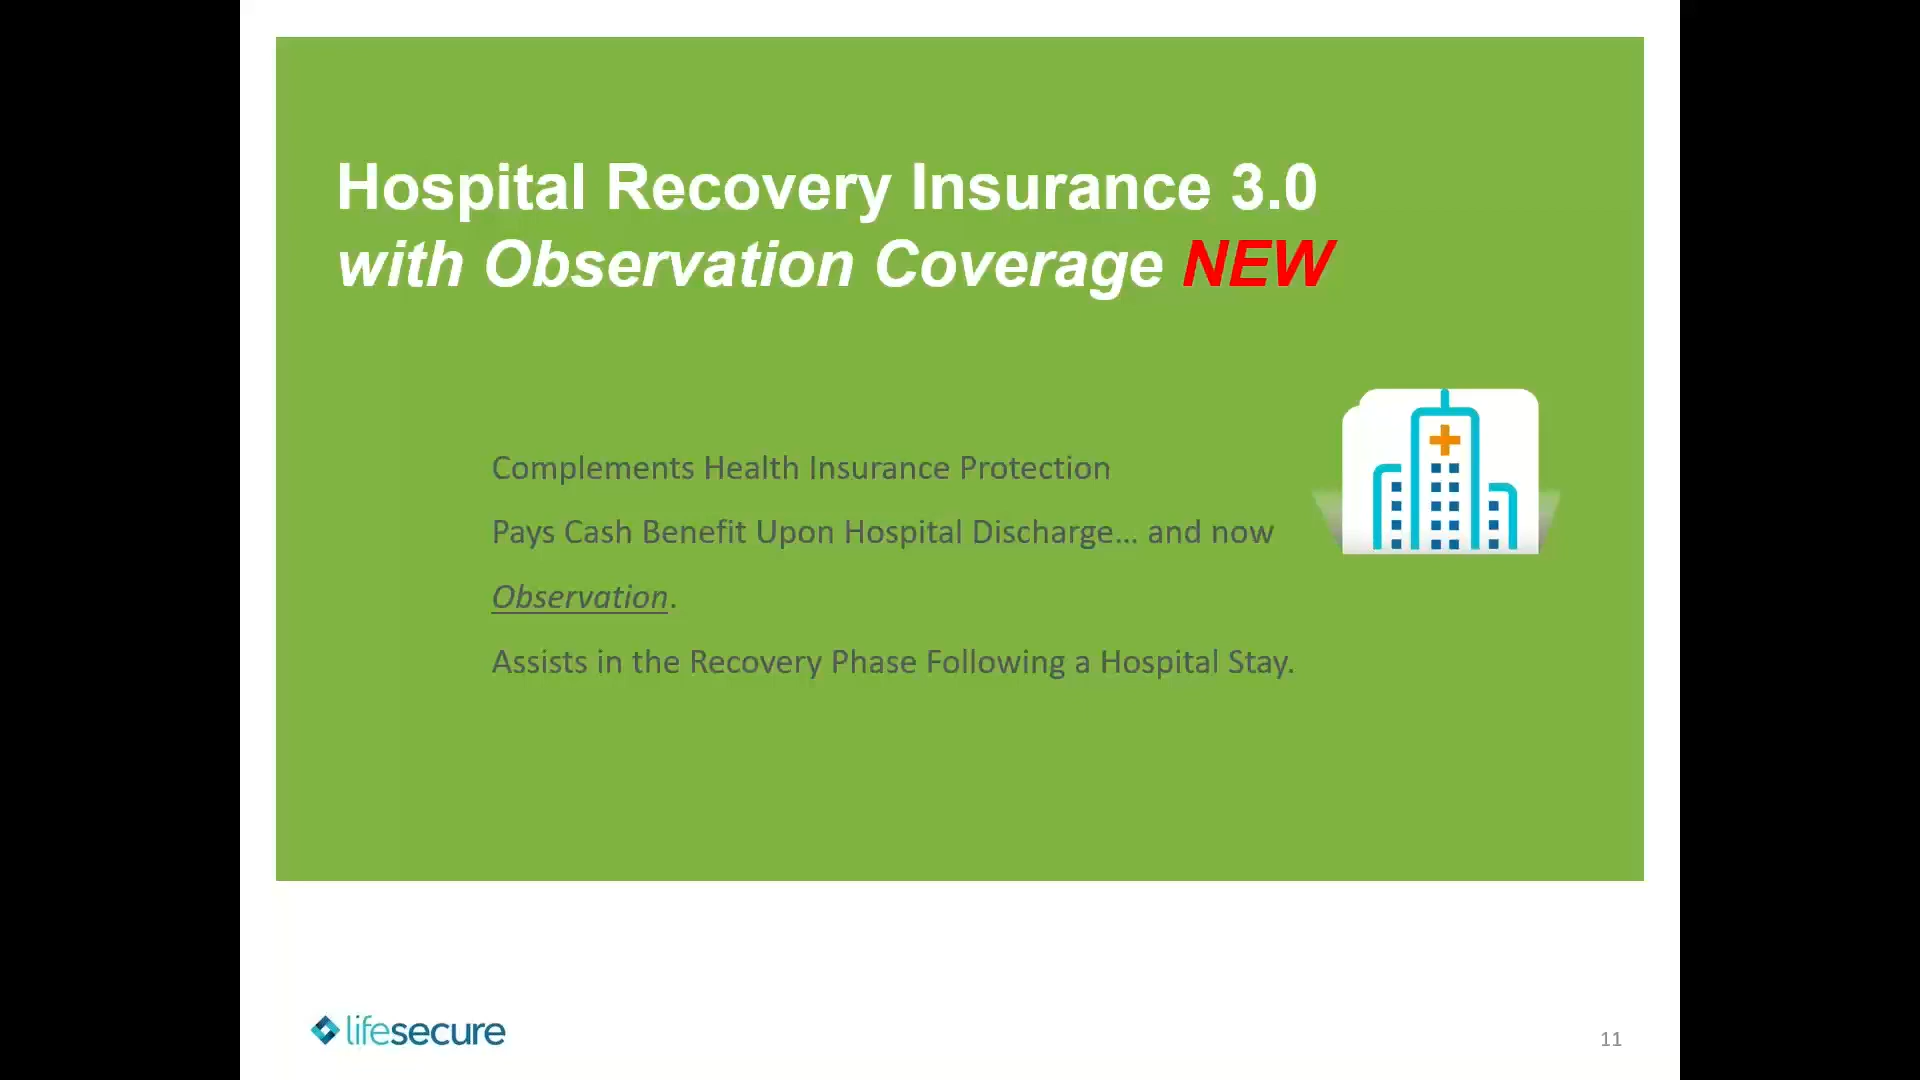 Hospital Recovery Insurance 3.0
with Observation Coverage NEW
Complements Health Insurance Protection
Pays Cash Benefit Upon Hospital Discharge... and now
Observation.
Assists in the Recovery Phase Following a Hospital Stay.
lifesecure
11